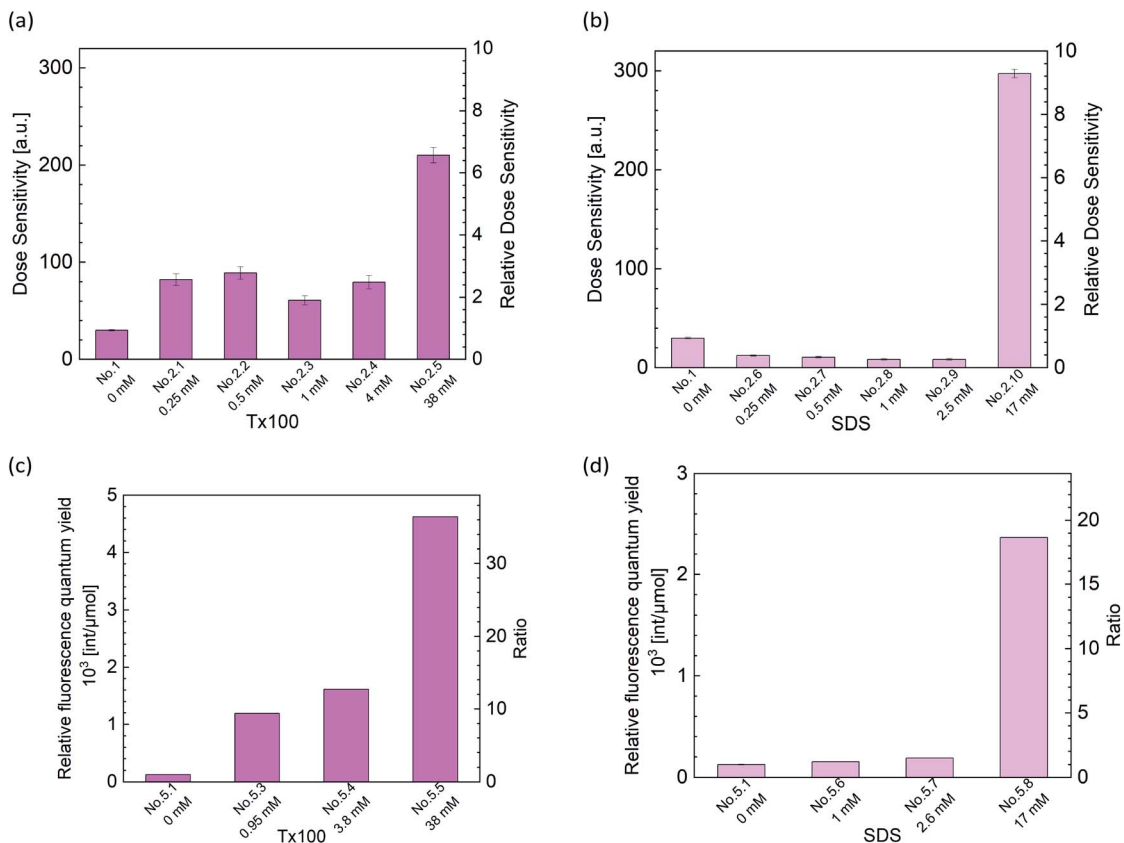 (a)
Dose Sensitivity [a.u.]
300
200
100
0
Relative Dose Sensitivity
10
8
6
4
2
0
No.1
0 mM
No.2.1
0.25 mM
No.2.2
0.5 mM
No.2.3
1 mM
No.2.4
4 mM
No.2.5
38 mM
Tx100
(b)
Dose Sensitivity [a.u.]
300
200
100
0
Relative Dose Sensitivity
10
8
6
4
2
0
No.1
0 mM
No.2.6
0.25 mM
No.2.7
0.5 mM
No.2.8
1 mM
No.2.9
2.5 mM
No.2.10
17 mM
SDS
(c)
Relative fluorescence quantum yield
10³ [int/μmol]
5
4
3
2
1
0
Ratio
30
20
10
0
No.5.1
0 mM
No.5.3
0.95 mM
No.5.4
3.8 mM
No.5.5
38 mM
Tx100
(d)
Relative fluorescence quantum yield
10³ [int/μmol]
3
2
1
0
Ratio
20
15
10
5
0
No.5.1
0 mM
No.5.6
1 mM
No.5.7
2.6 mM
No.5.8
17 mM
SDS